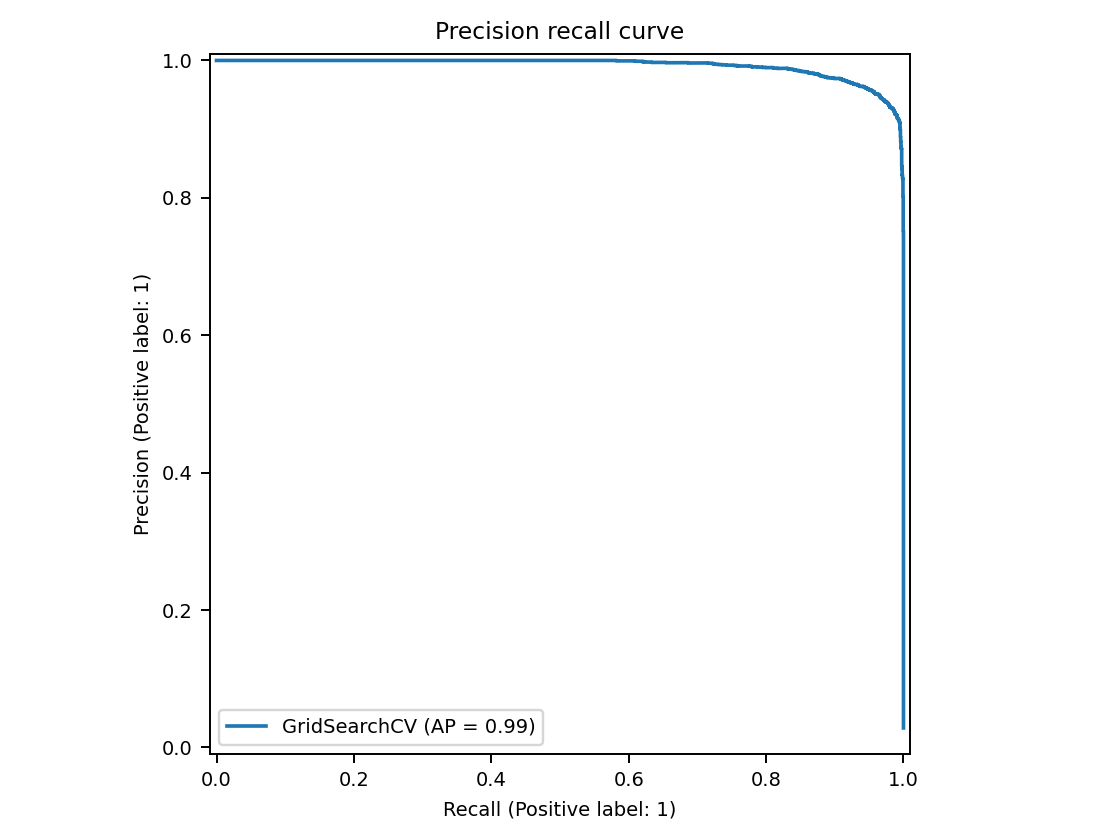 Precision recall curve
1.0
0.8
0.6
0.4
0.2
0.0
Precision (Positive label: 1)
GridSearchCV (AP = 0.99)
0.0 0.2 0.4 0.6 0.8 1.0
Recall (Positive label: 1)